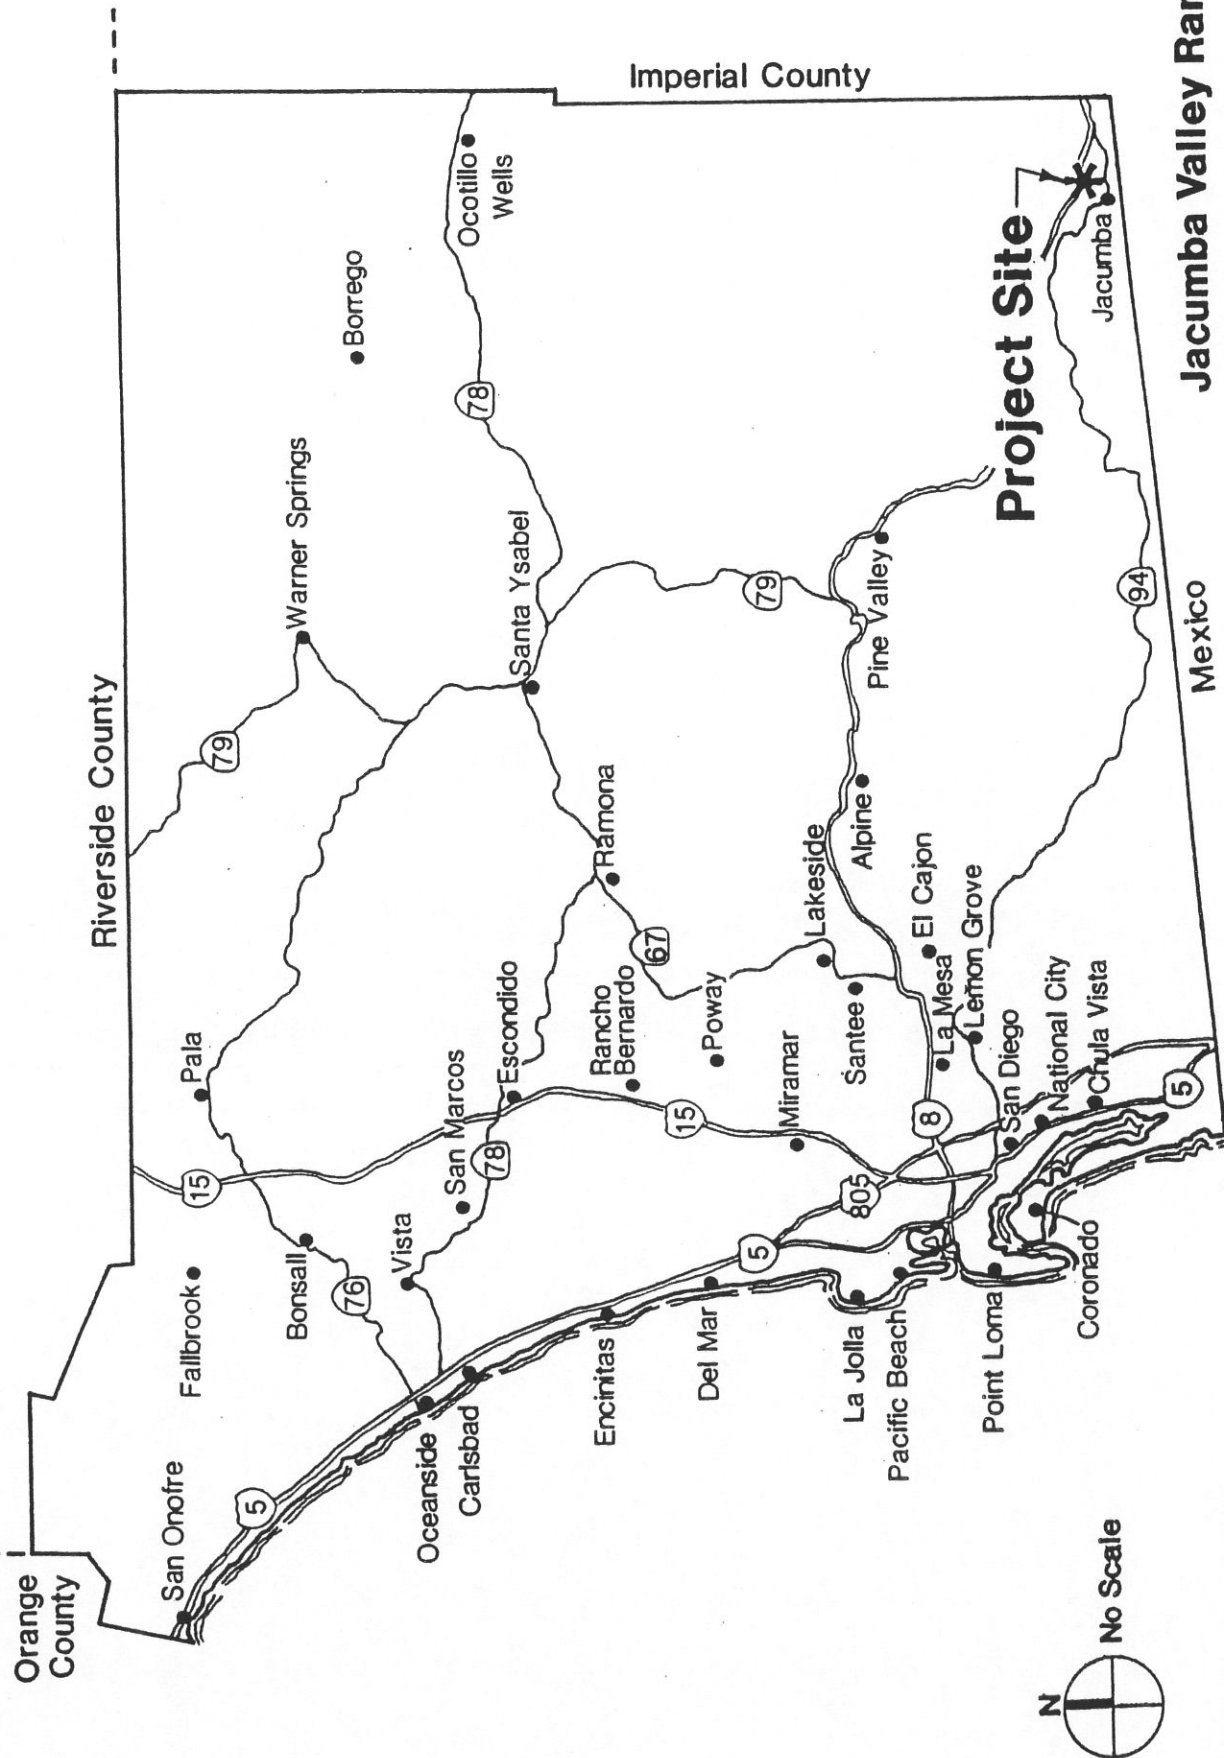 Orange
County
Riverside County
Imperial County
San Onofre
5
Fallbrook
Pala
15
79
Warner Springs
Borrego
Bonsall
76
Vista
San Marcos
78
Escondido
Santa Ysabel
78
Ocotillo
Wells
Oceanside
Carlsbad
Encinitas
Rancho
Bernardo
Ramona
67
Del Mar
15
Poway
5
Miramar
Lakeside
79
La Jolla
805
Santee
Alpine
Pine Valley
Pacific Beach
8
La Mesa
El Cajon
Lemon Grove
Project Site
Point Loma
San Diego
National City
Coronado
Chula Vista
Jacumba
94
5
Mexico
N
No Scale
Jacumba Valley